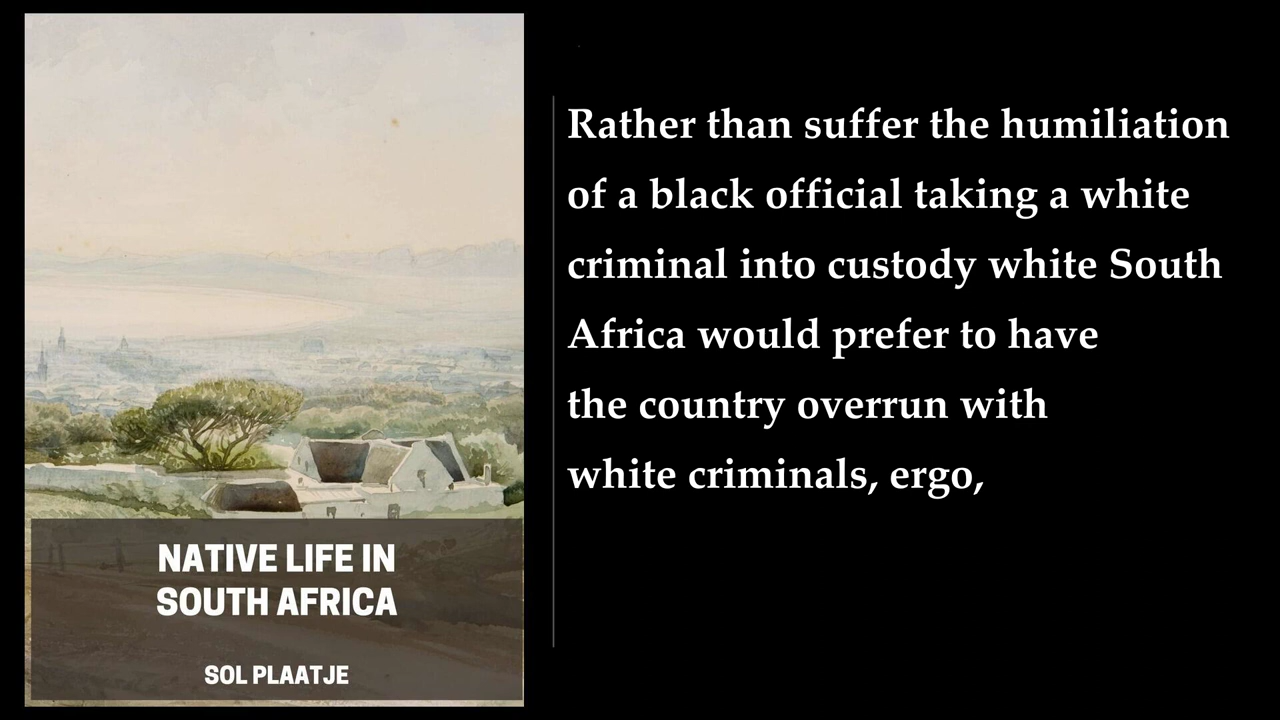 NATIVE LIFE IN
SOUTH AFRICA
SOL PLAATJE
Rather than suffer the humiliation
of a black official taking a white
criminal into custody white South
Africa would prefer to have
the country overrun with
white criminals, ergo,